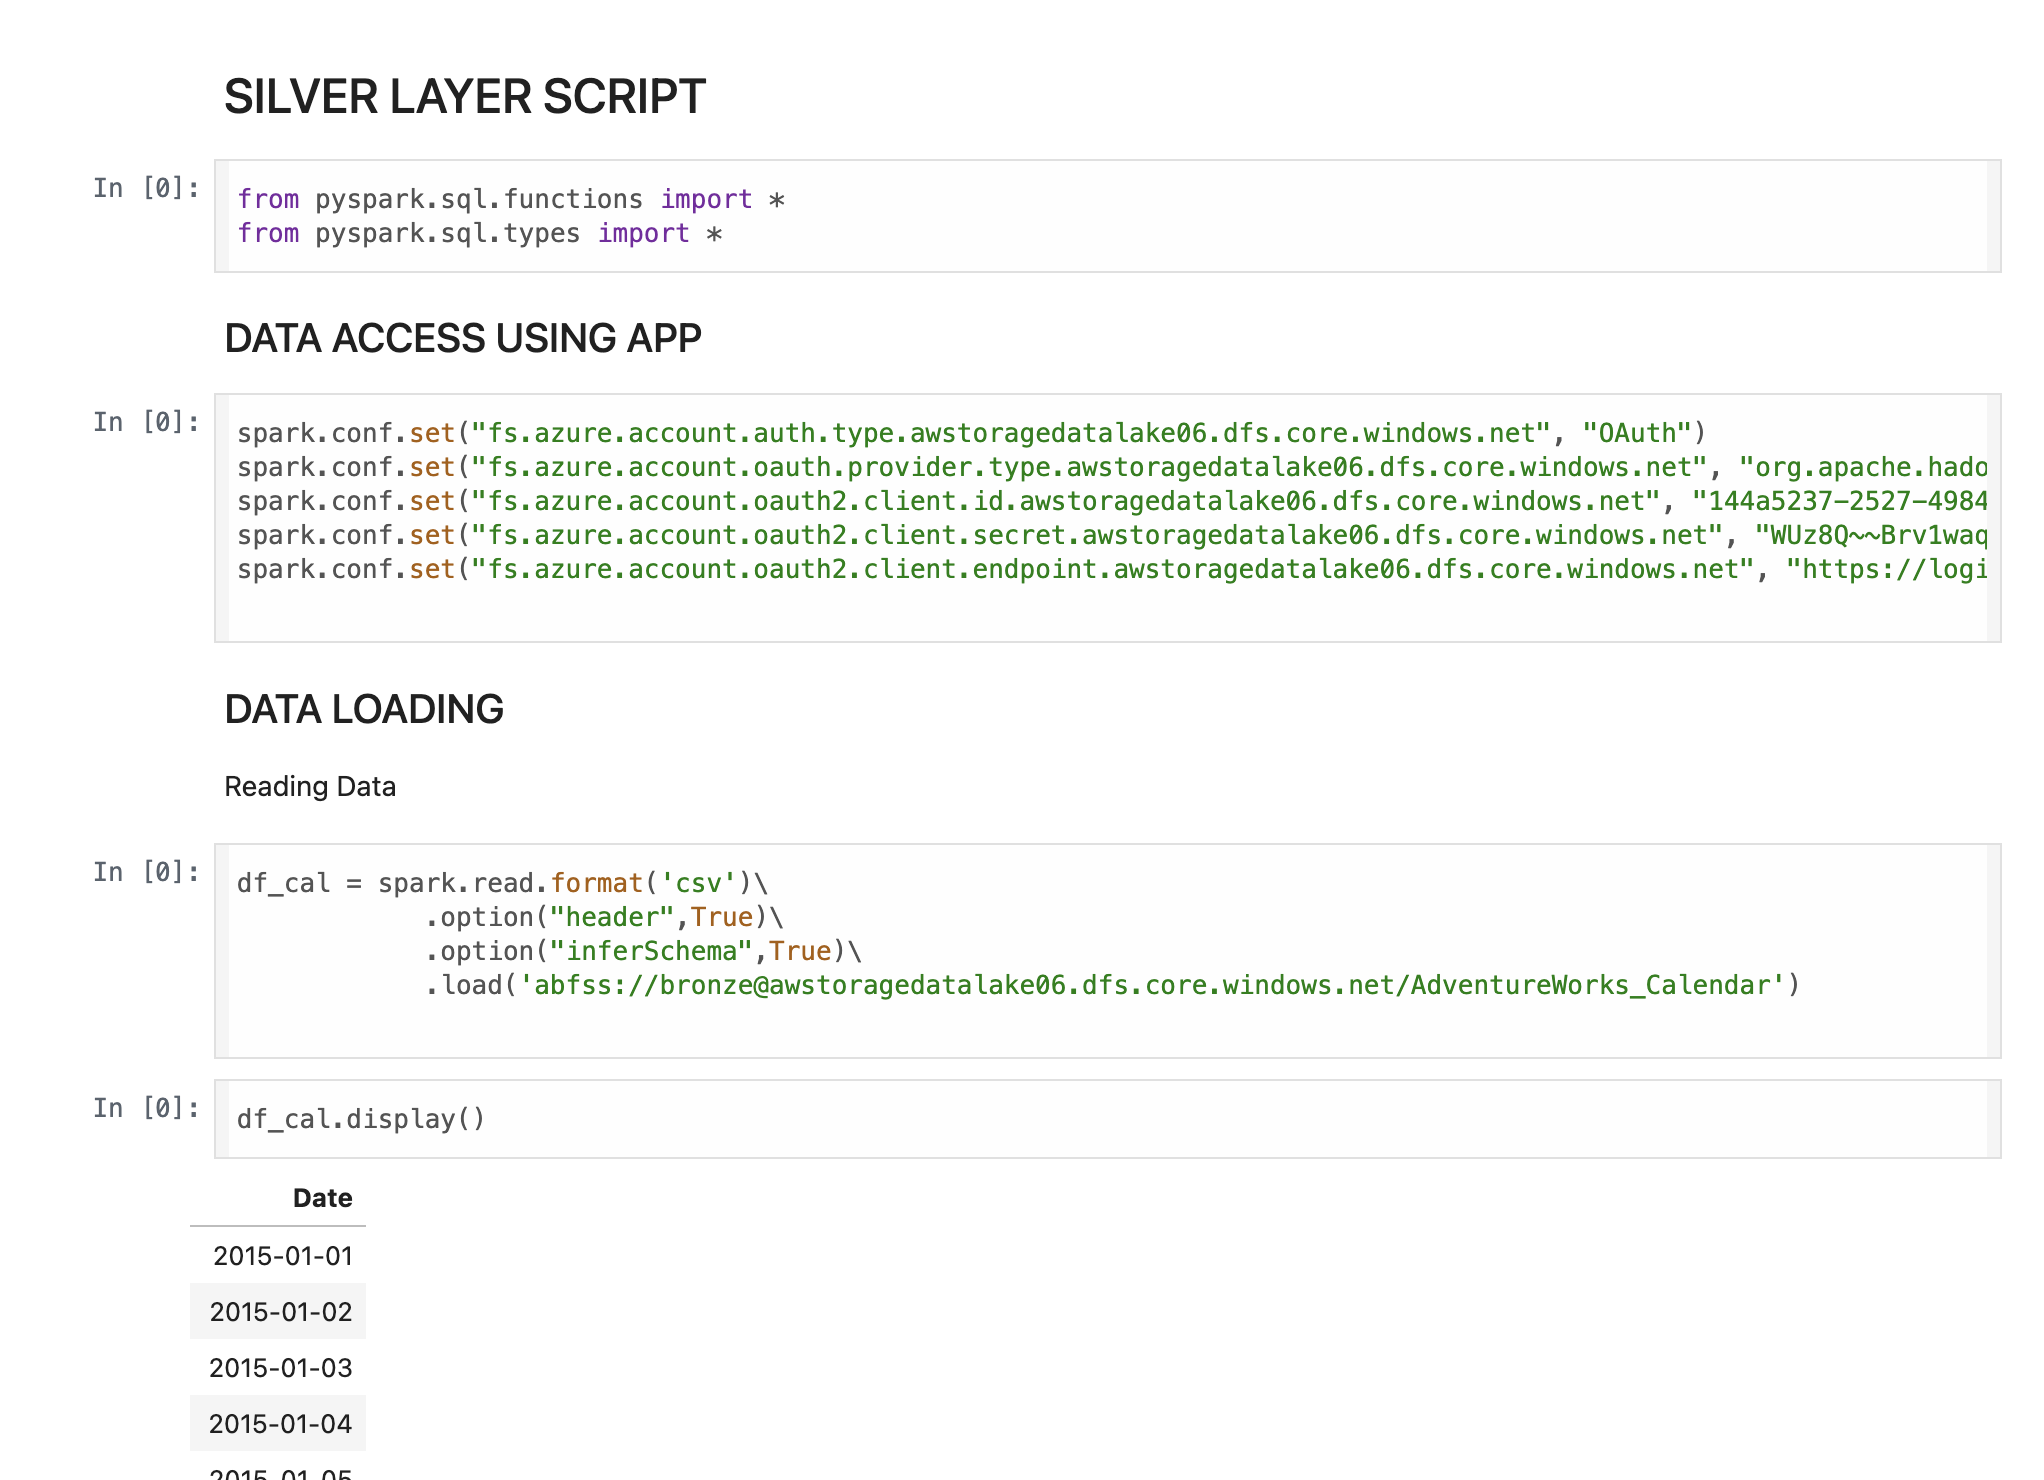 SILVER LAYER SCRIPT
In [0]:
from pyspark.sql.functions import *
from pyspark.sql.types import *
DATA ACCESS USING APP
In [0]:
spark.conf.set("fs.azure.account.auth.type.awstoragedatalake06.dfs.core.windows.net", "OAuth")
spark.conf.set("fs.azure.account.oauth.provider.type.awstoragedatalake06.dfs.core.windows.net", "org.apache.hado
spark.conf.set("fs.azure.account.oauth2.client.id.awstoragedatalake06.dfs.core.windows.net", "144a5237-2527-4984
spark.conf.set("fs.azure.account.oauth2.client.secret.awstoragedatalake06.dfs.core.windows.net", "WUz8Q~~Brv1waq
spark.conf.set("fs.azure.account.oauth2.client.endpoint.awstoragedatalake06.dfs.core.windows.net", "https://logi
DATA LOADING
Reading Data
In [0]:
df_cal = spark.read.format('csv')\
            .option("header",True)\
            .option("inferSchema",True)\
            .load('abfss://bronze@awstoragedatalake06.dfs.core.windows.net/AdventureWorks_Calendar')
In [0]:
df_cal.display()
Date
2015-01-01
2015-01-02
2015-01-03
2015-01-04
2015-01-05